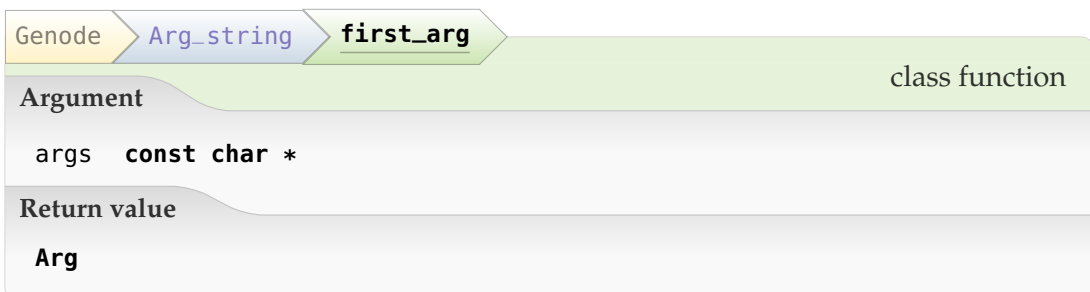 Genode Arg_string first_arg
class function
Argument
args const char *
Return value
Arg